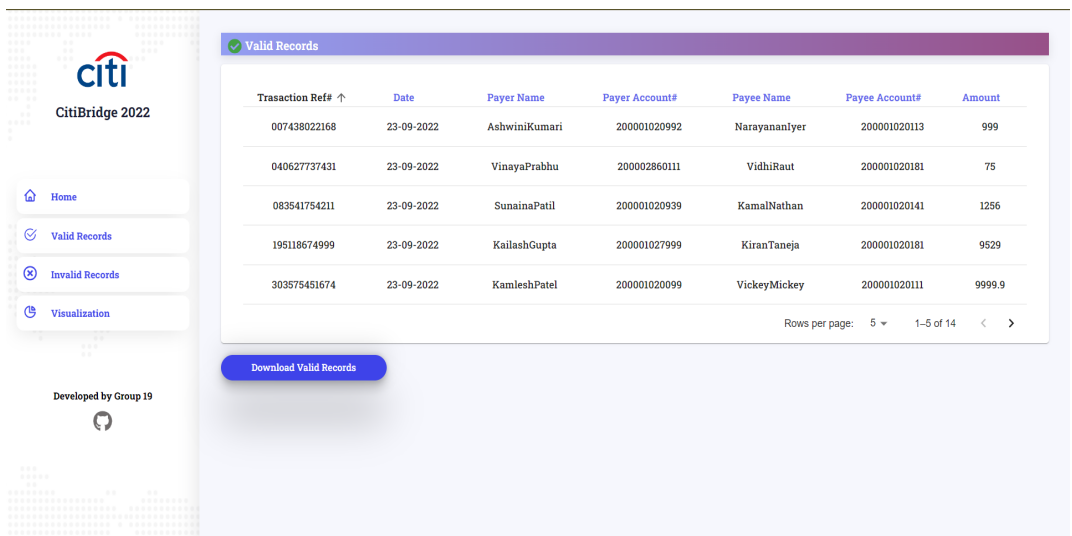 citi
CitiBridge 2022
Home
Valid Records
Invalid Records
Visualization
Developed by Group 19
Valid Records
Trasaction Ref# Date Payer Name Payer Account# Payee Name Payee Account# Amount
007438022168 23-09-2022 AshwiniKumari 200001020992 NarayananIyer 200001020113 999
040627737431 23-09-2022 VinayaPrabhu 200002860111 VidhiRaut 200001020181 75
083541754211 23-09-2022 SunainaPatil 200001020939 KamalNathan 200001020141 1256
195118674999 23-09-2022 KailashGupta 200001027999 KiranTaneja 200001020181 9529
303575451674 23-09-2022 KamleshPatel 200001020099 VickeyMickey 200001020111 9999.9
Rows per page: 5 1–5 of 14
Download Valid Records